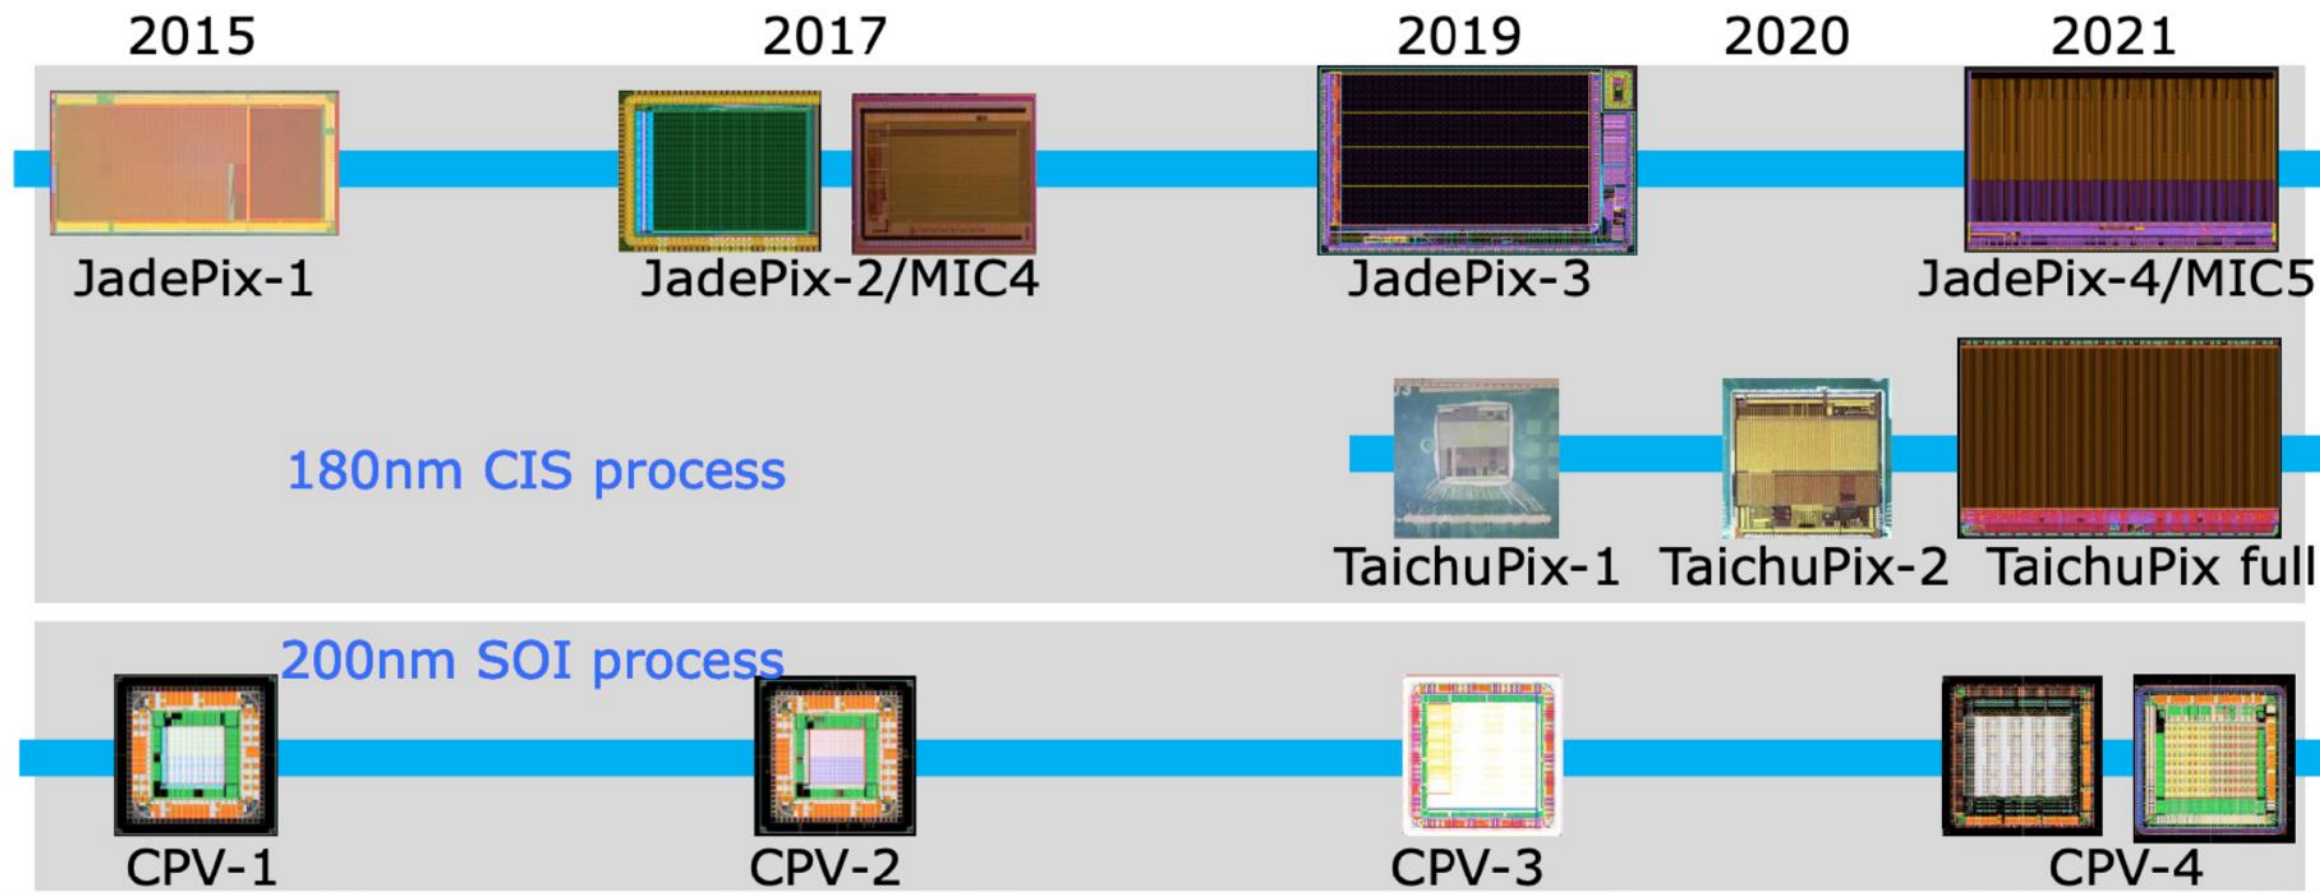 2015 2017 2019 2020 2021
JadePix-1 JadePix-2/MIC4 JadePix-3 JadePix-4/MIC5
180nm CIS process
TaichuPix-1 TaichuPix-2 TaichuPix full
200nm SOI process
CPV-1 CPV-2 CPV-3 CPV-4